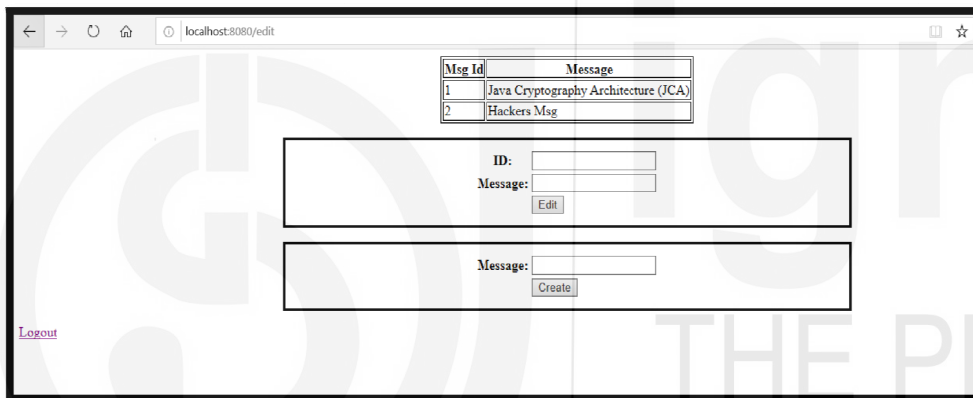 localhost:8080/edit
Msg Id Message
1 Java Cryptography Architecture (JCA)
2 Hackers Msg
ID:
Message:
Edit
Message:
Create
Logout
ign
THE P